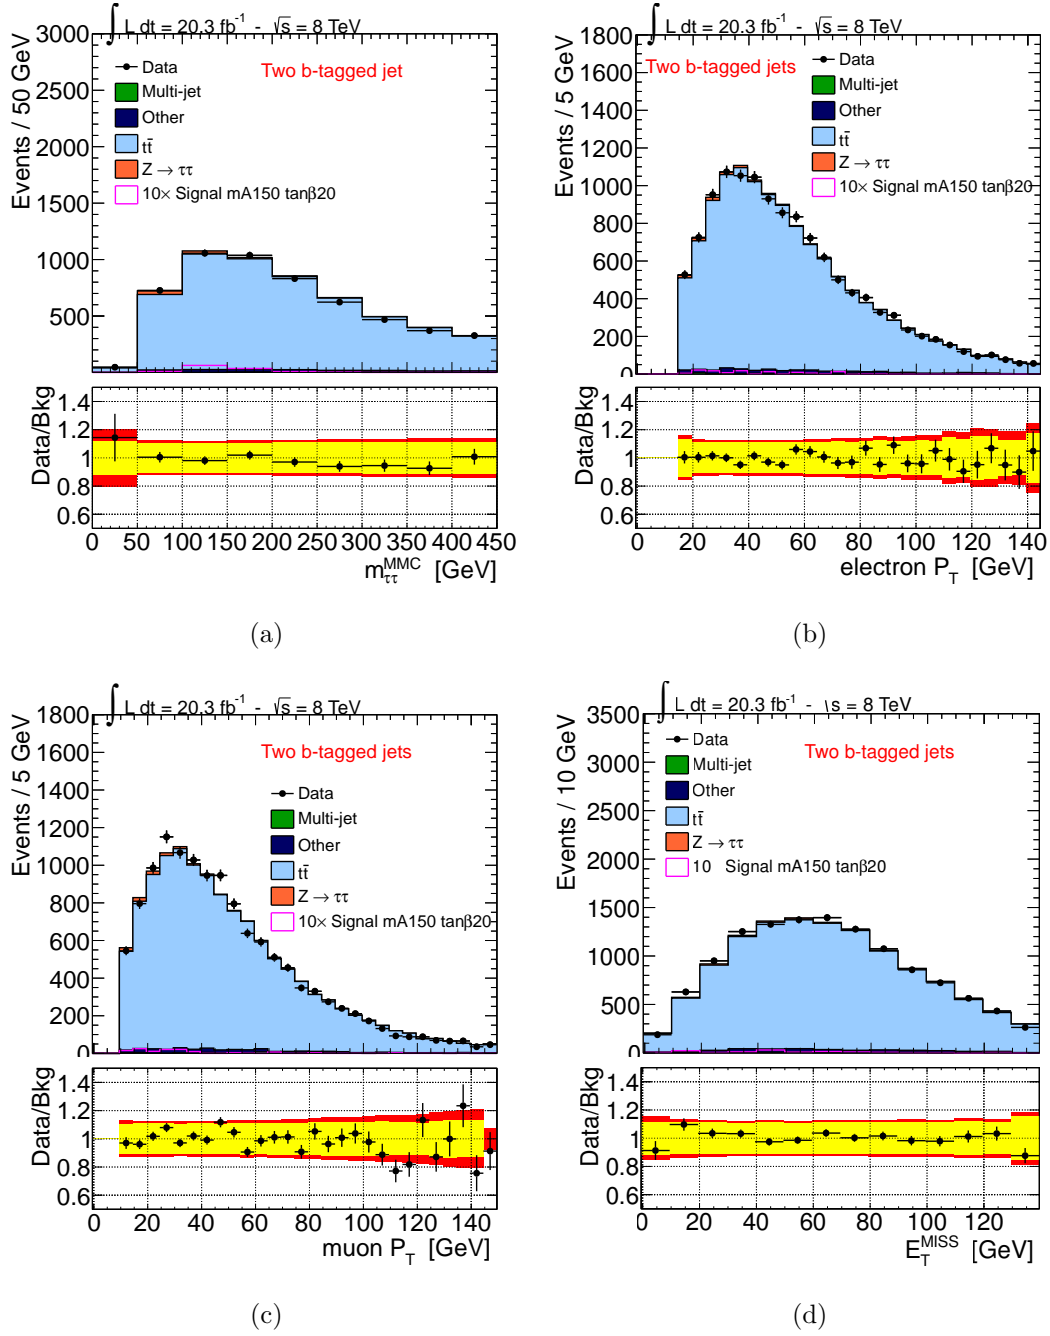 ∫ L dt = 20.3 fb⁻¹ - √s = 8 TeV
Events / 50 GeV
3000
2500
2000
1500
1000
500
Two b-tagged jet
Data
Multi-jet
Other
tt̄
Z → ττ
10× Signal mA150 tanβ20
Data/Bkg
1.4
1.2
1
0.8
0.6
0 50 100 150 200 250 300 350 400 450
m_ττ^MMC [GeV]
(a)
∫ L dt = 20.3 fb⁻¹ - √s = 8 TeV
Events / 5 GeV
1800
1600
1400
1200
1000
800
600
400
200
0
Two b-tagged jets
Data
Multi-jet
Other
tt̄
Z → ττ
10× Signal mA150 tanβ20
Data/Bkg
1.4
1.2
1
0.8
0.6
0 20 40 60 80 100 120 140
electron P_T [GeV]
(b)
∫ L dt = 20.3 fb⁻¹ - √s = 8 TeV
Events / 5 GeV
1800
1600
1400
1200
1000
800
600
400
200
0
Two b-tagged jets
Data
Multi-jet
Other
tt̄
Z → ττ
10× Signal mA150 tanβ20
Data/Bkg
1.4
1.2
1
0.8
0.6
0 20 40 60 80 100 120 140
muon P_T [GeV]
(c)
∫ L dt = 20.3 fb⁻¹ - √s = 8 TeV
Events / 10 GeV
3500
3000
2500
2000
1500
1000
500
0
Two b-tagged jets
Data
Multi-jet
Other
tt̄
Z → ττ
10 Signal mA150 tanβ20
Data/Bkg
1.4
1.2
1
0.8
0.6
0 20 40 60 80 100 120
E_T^MISS [GeV]
(d)